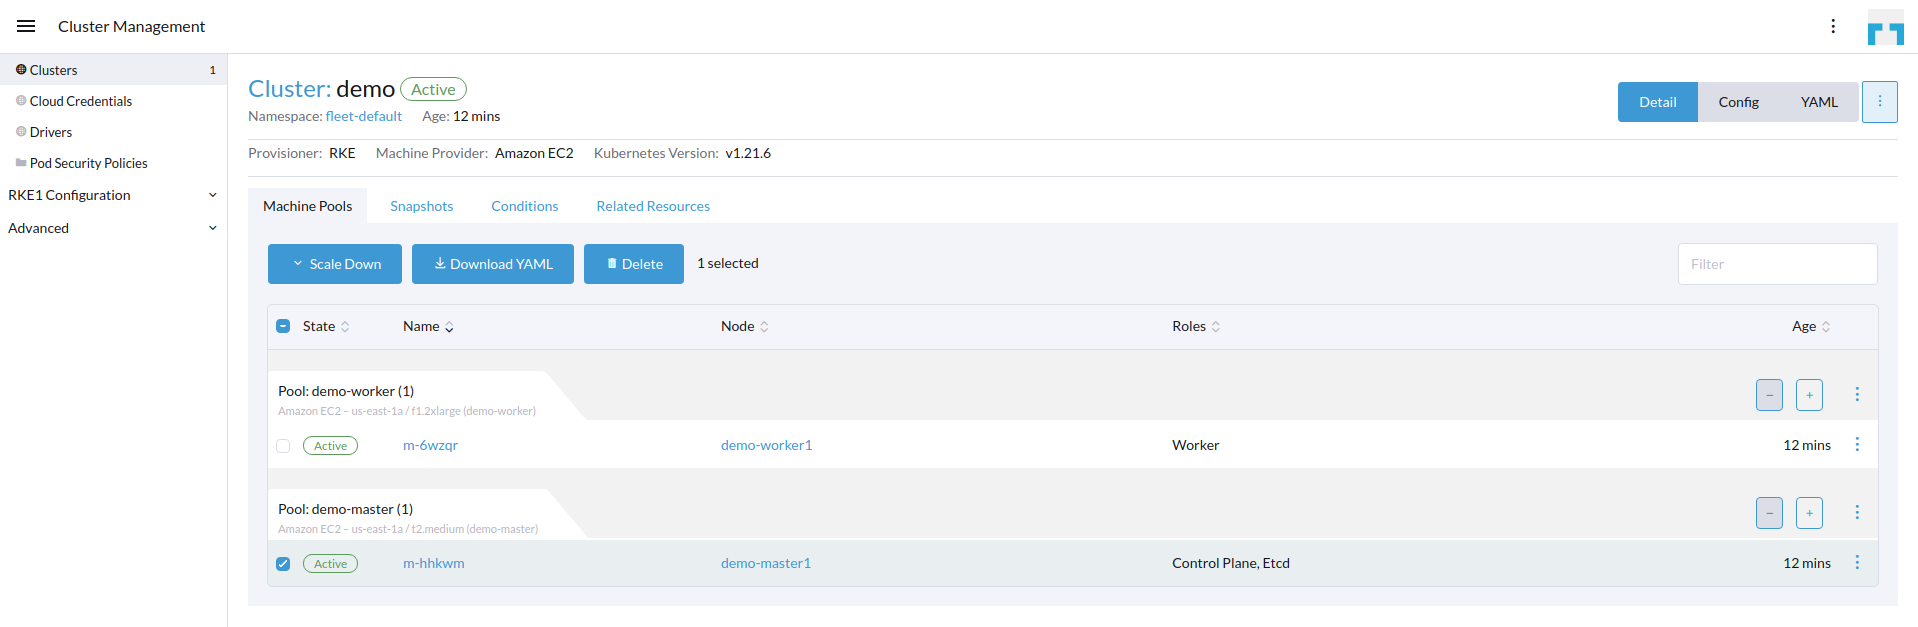 Cluster Management
Clusters 1
Cloud Credentials
Drivers
Pod Security Policies
RKE1 Configuration
Advanced
Cluster: demo Active
Namespace: fleet-default Age: 12 mins
Detail Config YAML
Provisioner: RKE Machine Provider: Amazon EC2 Kubernetes Version: v1.21.6
Machine Pools Snapshots Conditions Related Resources
Scale Down Download YAML Delete 1 selected Filter
State Name Node Roles Age
Pool: demo-worker (1)
Amazon EC2 – us-east-1a / f1.2xlarge (demo-worker)
Active m-6wzqr demo-worker1 Worker 12 mins
Pool: demo-master (1)
Amazon EC2 – us-east-1a / t2.medium (demo-master)
Active m-hhkwm demo-master1 Control Plane, Etcd 12 mins